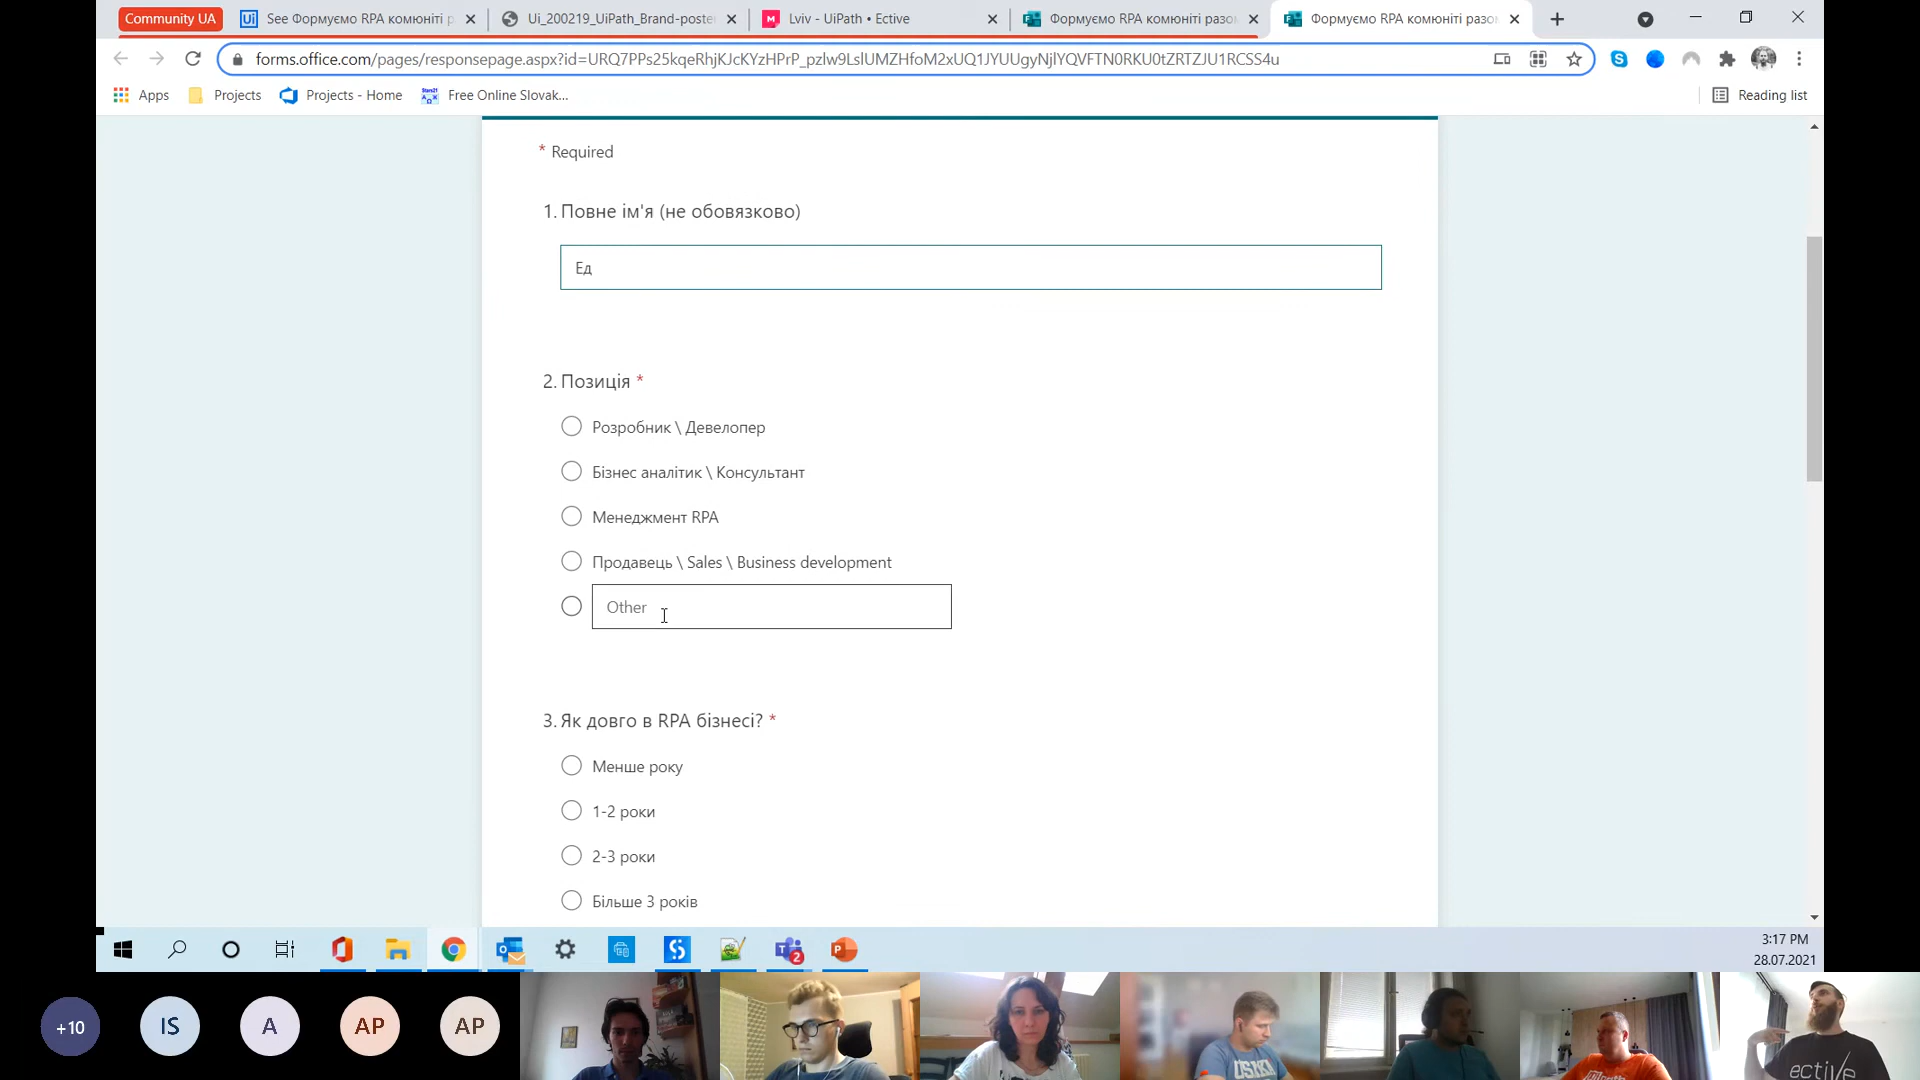 Community UA
See Формуємо RPA комюніті р
Ui_200219_UiPath_Brand-poste
Lviv - UiPath • Ective
Формуємо RPA комюніті разо
Формуємо RPA комюніті разо
forms.office.com/pages/responsepage.aspx?id=URQ7PPs25kqeRhjKJcKYzHPrP_pzlw9LslUMZHfoM2xUQ1JYUUgyNjlYQVFTN0RKU0tZRTZJU1RCSS4u
Apps
Projects
Projects - Home
Free Online Slovak...
Reading list
* Required
1. Повне ім'я (не обовязково)
Ед
2. Позиція *
Розробник \ Девелопер
Бізнес аналітик \ Консультант
Менеджмент RPA
Продавець \ Sales \ Business development
Other
3. Як довго в RPA бізнесі? *
Менше року
1-2 роки
2-3 роки
Більше 3 років
3:17 PM
28.07.2021
+10
IS
A
AP
AP
ective